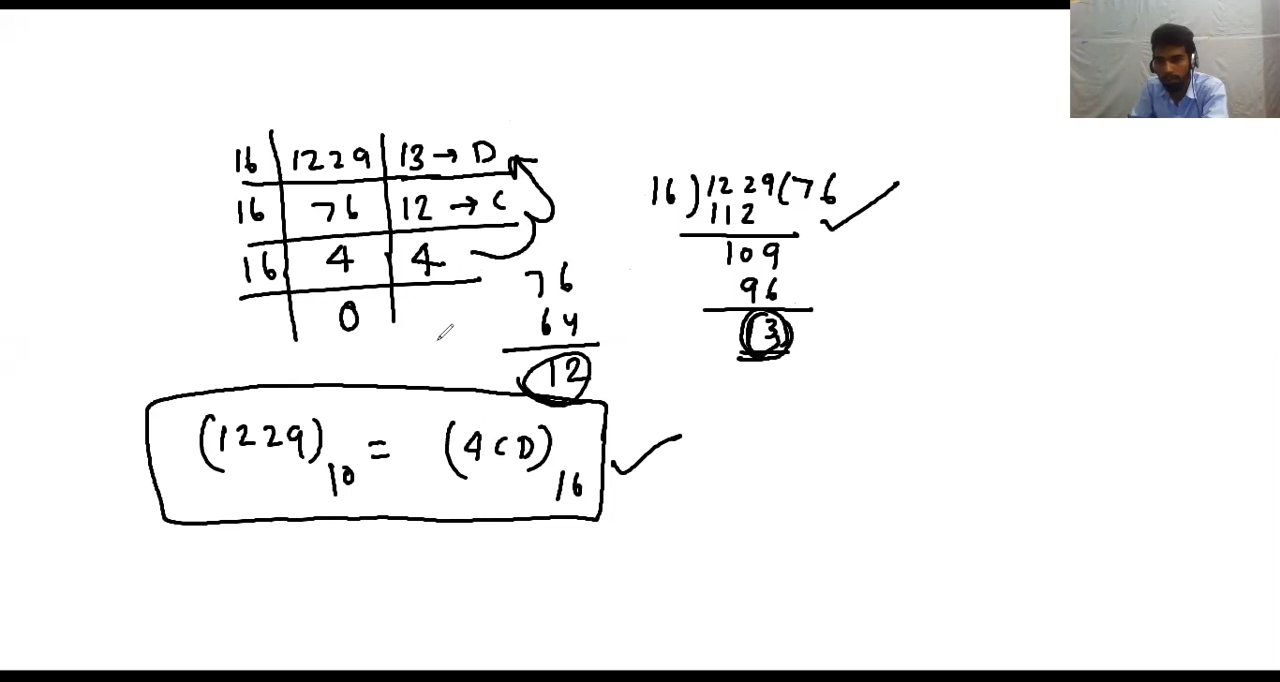 16 | 1229 | 13 → D
16 | 76 | 12 → C
16 | 4 | 4
0
76
64
12
16 ) 1229 ( 76
112
109
96
13
(1229)10 = (4CD)16